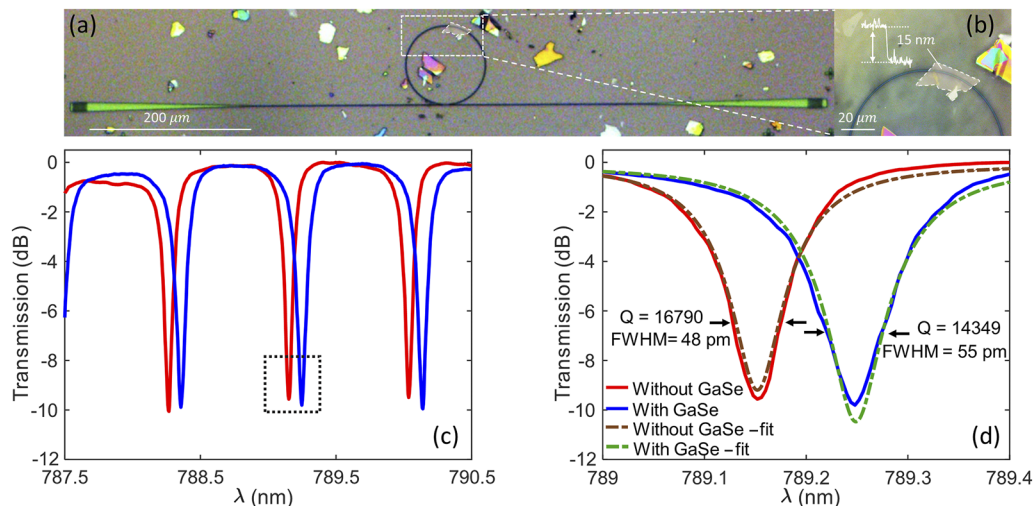 (a)
200 μm
(b)
15 nm
20 μm
0
-2
-4
-6
-8
-10
-12
Transmission (dB)
787.5
788.5
789.5
790.5
λ (nm)
(c)
0
-2
-4
-6
-8
-10
-12
Transmission (dB)
Q = 16790
FWHM= 48 pm
Q = 14349
FWHM = 55 pm
Without GaSe
With GaSe
Without GaSe –fit
With GaSe –fit
(d)
789
789.1
789.2
789.3
789.4
λ (nm)